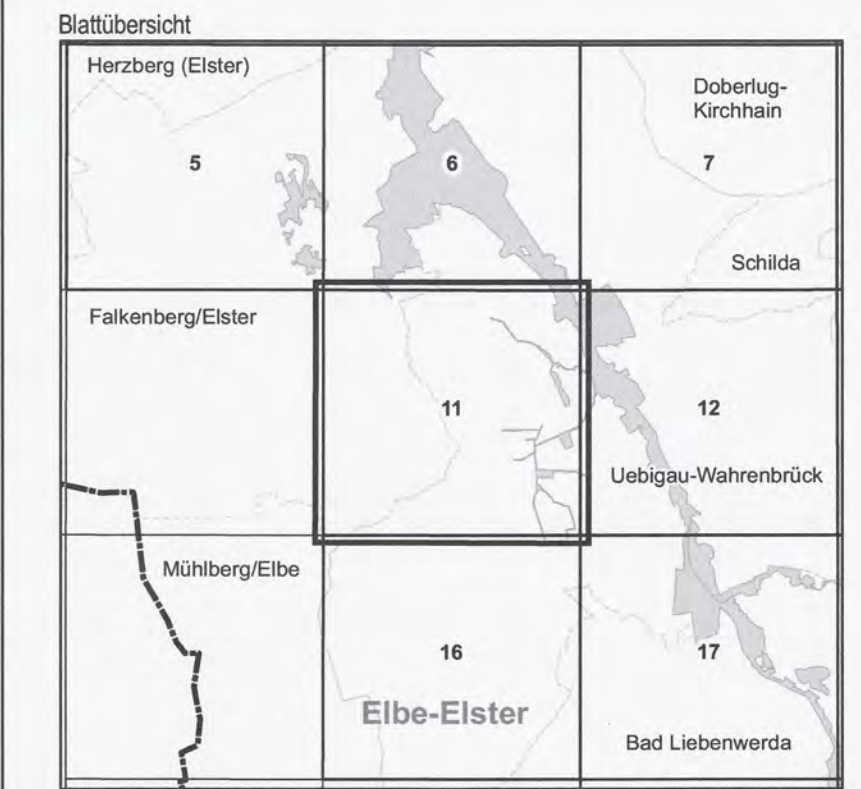 Blattübersicht
Herzberg (Elster)
5
6
Doberlug-
Kirchhain
7
Schilda
Falkenberg/Elster
11
12
Uebigau-Wahrenbrück
Mühlberg/Elbe
16
Elbe-Elster
17
Bad Liebenwerda